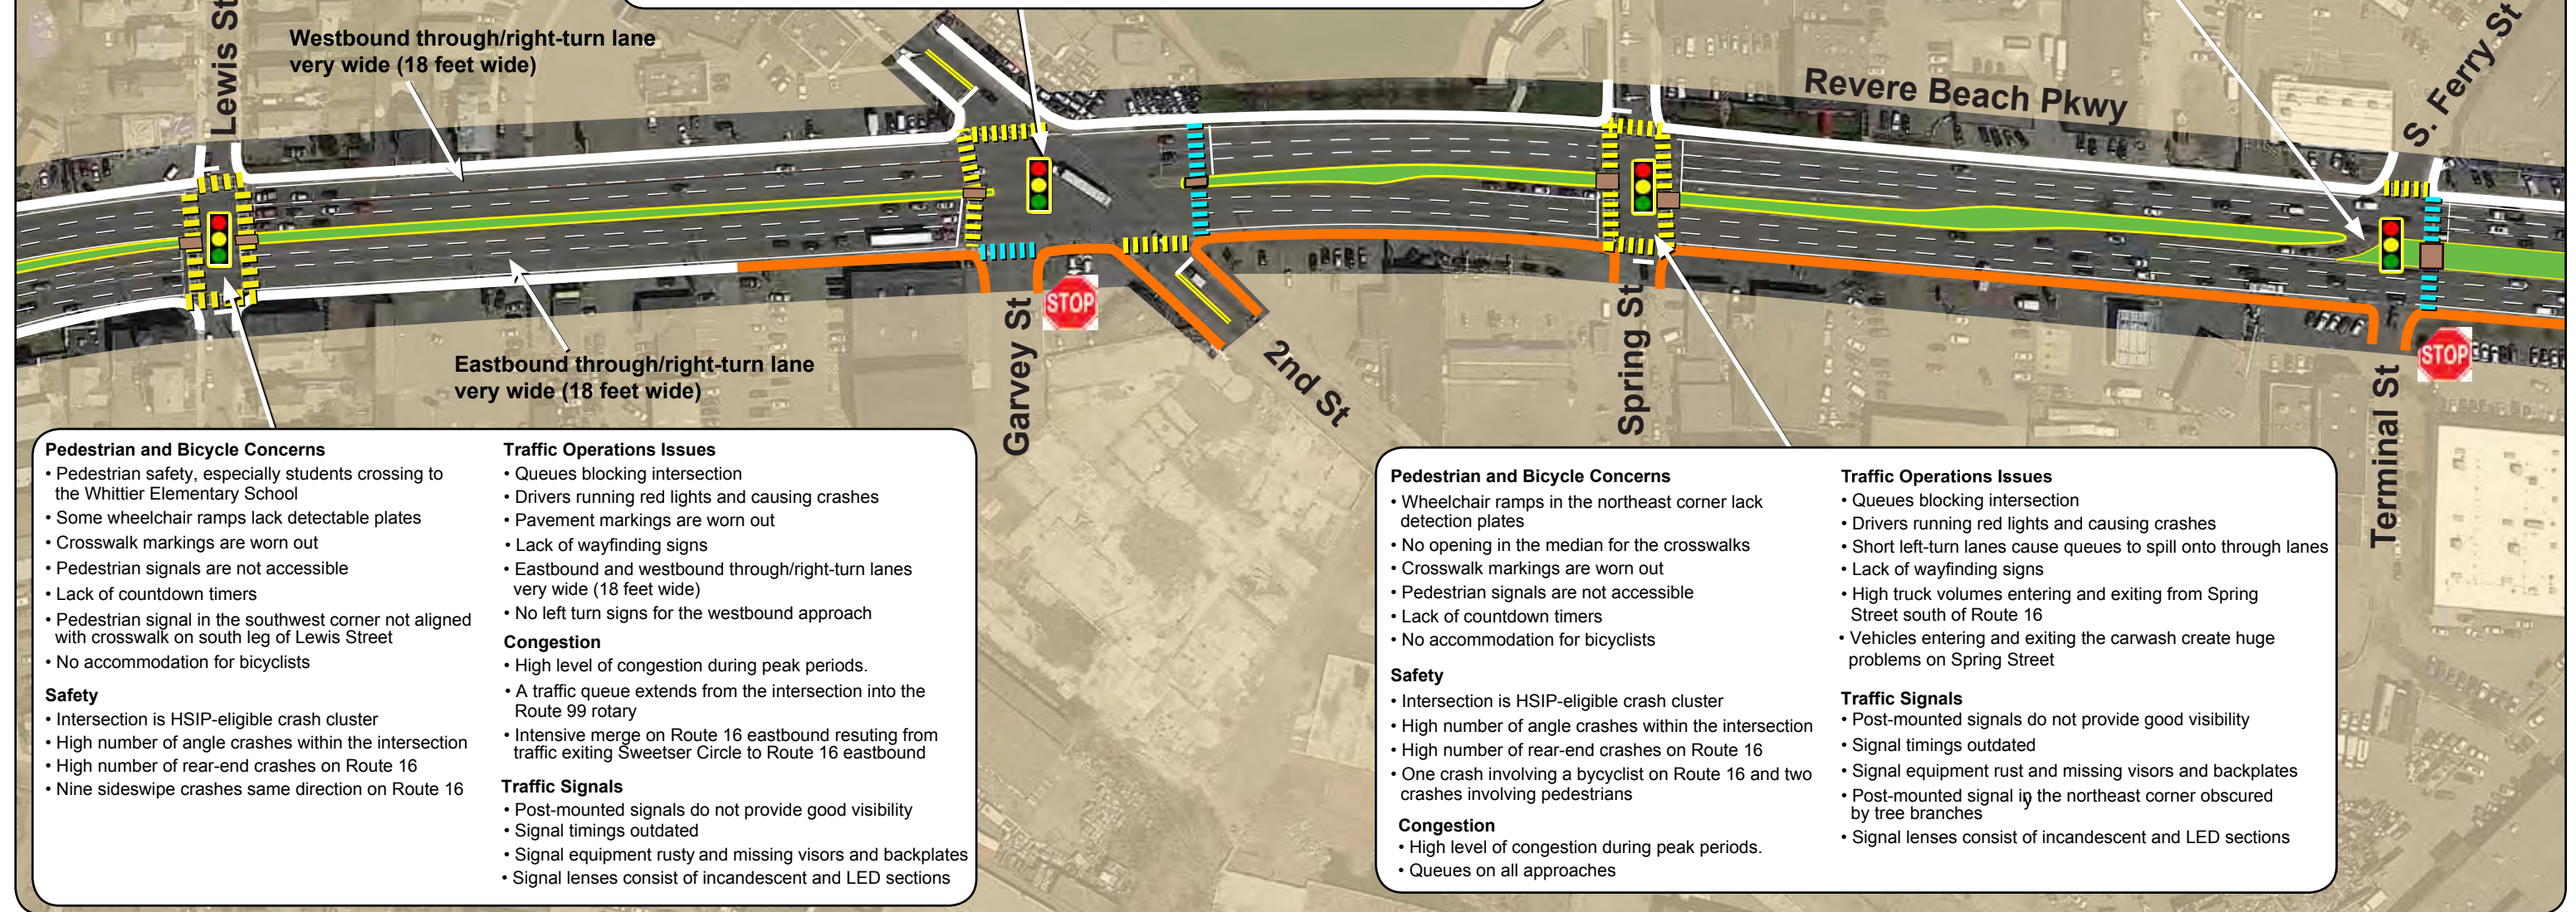 Lewis St
Westbound through/right-turn lane
very wide (18 feet wide)
Revere Beach Pkwy
S. Ferry St
Eastbound through/right-turn lane
very wide (18 feet wide)
Garvey St
STOP
2nd St
Spring St
Terminal St
STOP
Pedestrian and Bicycle Concerns
• Pedestrian safety, especially students crossing to
the Whittier Elementary School
• Some wheelchair ramps lack detectable plates
• Crosswalk markings are worn out
• Pedestrian signals are not accessible
• Lack of countdown timers
• Pedestrian signal in the southwest corner not aligned
with crosswalk on south leg of Lewis Street
• No accommodation for bicyclists
Safety
• Intersection is HSIP-eligible crash cluster
• High number of angle crashes within the intersection
• High number of rear-end crashes on Route 16
• Nine sideswipe crashes same direction on Route 16
Traffic Operations Issues
• Queues blocking intersection
• Drivers running red lights and causing crashes
• Pavement markings are worn out
• Lack of wayfinding signs
• Eastbound and westbound through/right-turn lanes
very wide (18 feet wide)
• No left turn signs for the westbound approach
Congestion
• High level of congestion during peak periods.
• A traffic queue extends from the intersection into the
Route 99 rotary
• Intensive merge on Route 16 eastbound resuting from
traffic exiting Sweetser Circle to Route 16 eastbound
Traffic Signals
• Post-mounted signals do not provide good visibility
• Signal timings outdated
• Signal equipment rusty and missing visors and backplates
• Signal lenses consist of incandescent and LED sections
Pedestrian and Bicycle Concerns
• Wheelchair ramps in the northeast corner lack
detection plates
• No opening in the median for the crosswalks
• Crosswalk markings are worn out
• Pedestrian signals are not accessible
• Lack of countdown timers
• No accommodation for bicyclists
Safety
• Intersection is HSIP-eligible crash cluster
• High number of angle crashes within the intersection
• High number of rear-end crashes on Route 16
• One crash involving a bycyclist on Route 16 and two
crashes involving pedestrians
Congestion
• High level of congestion during peak periods.
• Queues on all approaches
Traffic Operations Issues
• Queues blocking intersection
• Drivers running red lights and causing crashes
• Short left-turn lanes cause queues to spill onto through lanes
• Lack of wayfinding signs
• High truck volumes entering and exiting from Spring
Street south of Route 16
• Vehicles entering and exiting the carwash create huge
problems on Spring Street
Traffic Signals
• Post-mounted signals do not provide good visibility
• Signal timings outdated
• Signal equipment rust and missing visors and backplates
• Post-mounted signal in the northeast corner obscured
y
by tree branches
• Signal lenses consist of incandescent and LED sections